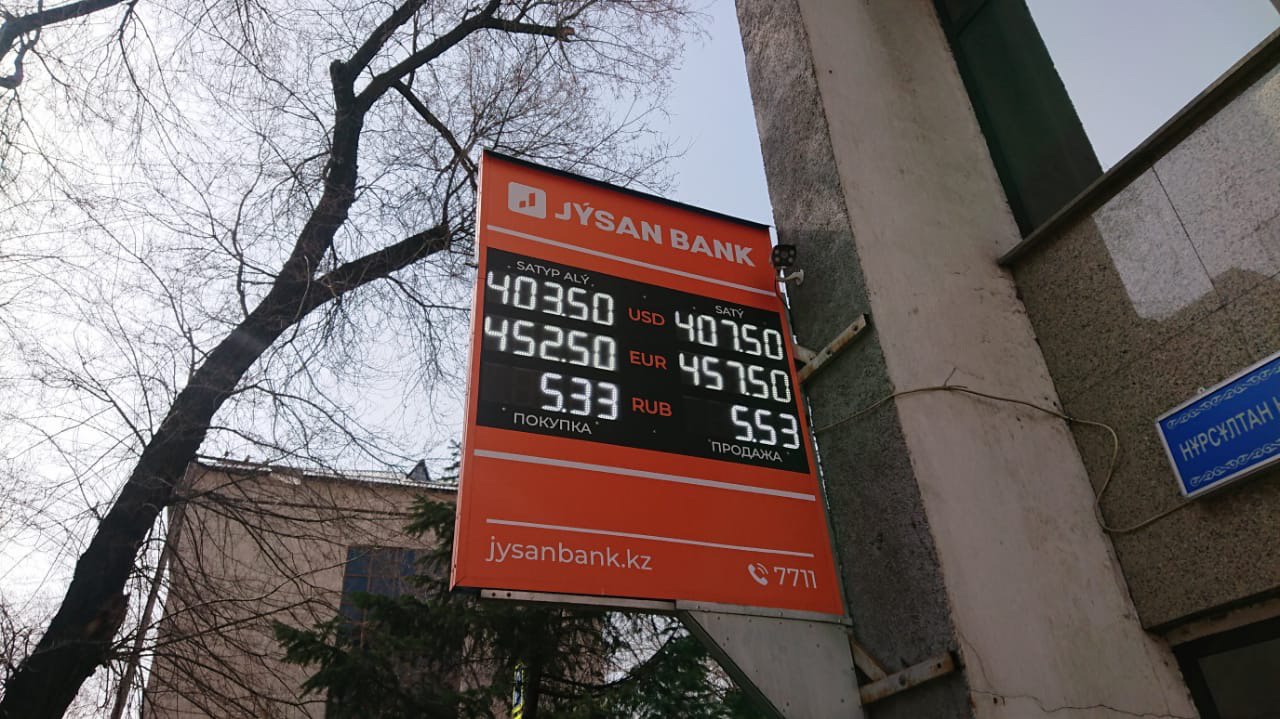 JÝSAN BANK
SATYP ALÝ SATÝ
403.50 USD 407.50
452.50 EUR 457.50
5.33 RUB 5.53
ПОКУПКА ПРОДАЖА
jysanbank.kz 7711
НҰРСҰЛТАН